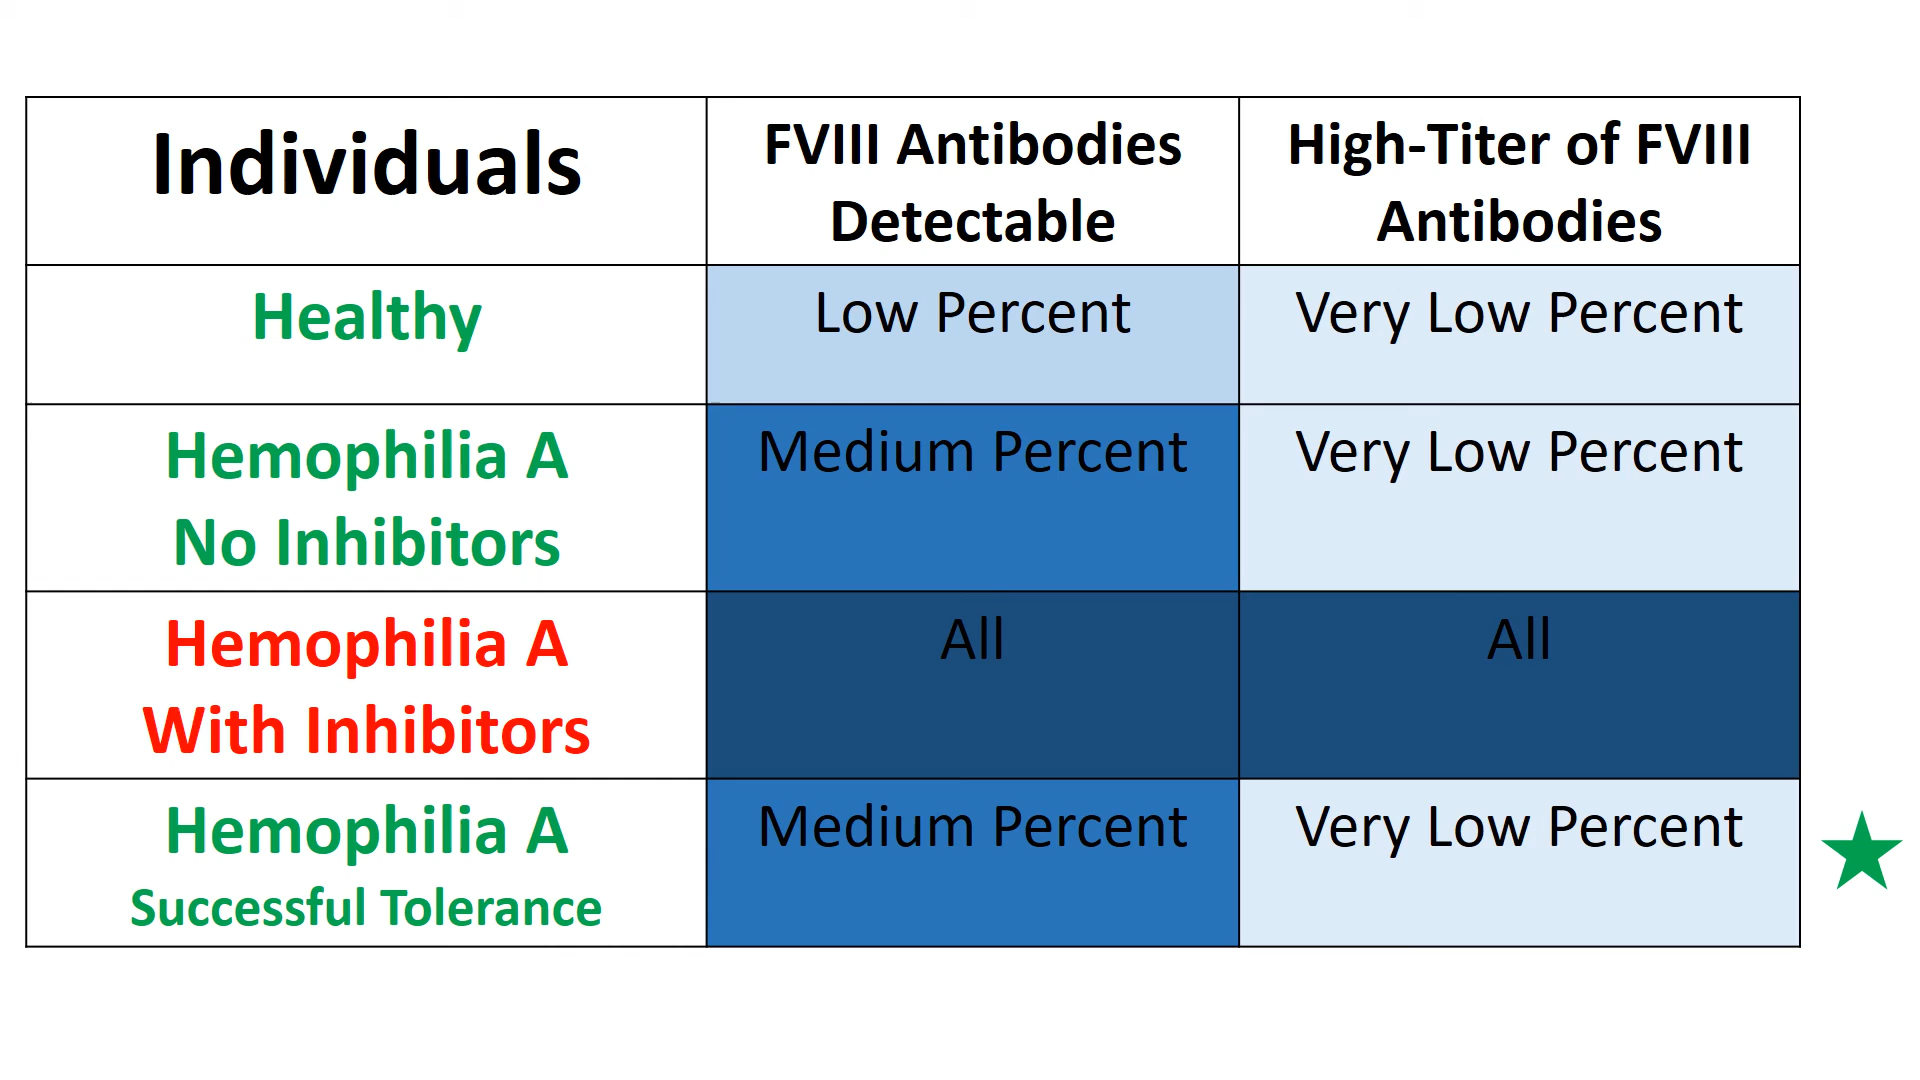 Individuals
FVIII Antibodies
Detectable
High-Titer of FVIII
Antibodies
Healthy
Low Percent
Very Low Percent
Hemophilia A
No Inhibitors
Medium Percent
Very Low Percent
Hemophilia A
With Inhibitors
All
All
Hemophilia A
Successful Tolerance
Medium Percent
Very Low Percent